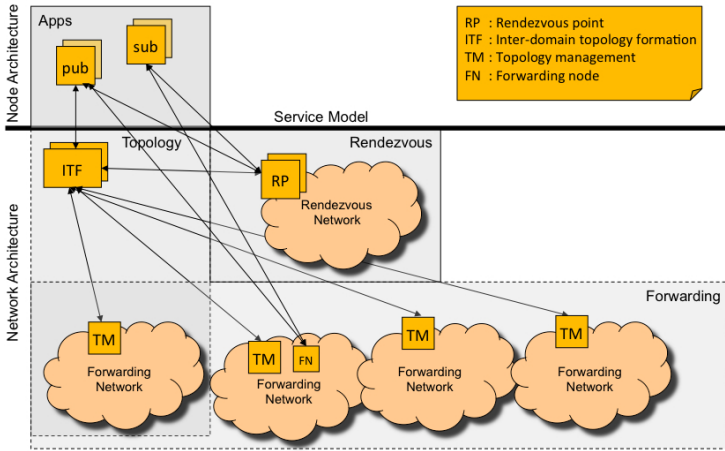 Apps
pub
sub
RP : Rendezvous point
ITF : Inter-domain topology formation
TM : Topology management
FN : Forwarding node
Node Architecture
Service Model
Topology
Rendezvous
ITF
RP
Rendezvous
Network
Network Architecture
Forwarding
TM
Forwarding
Network
TM
FN
Forwarding
Network
TM
Forwarding
Network
TM
Forwarding
Network